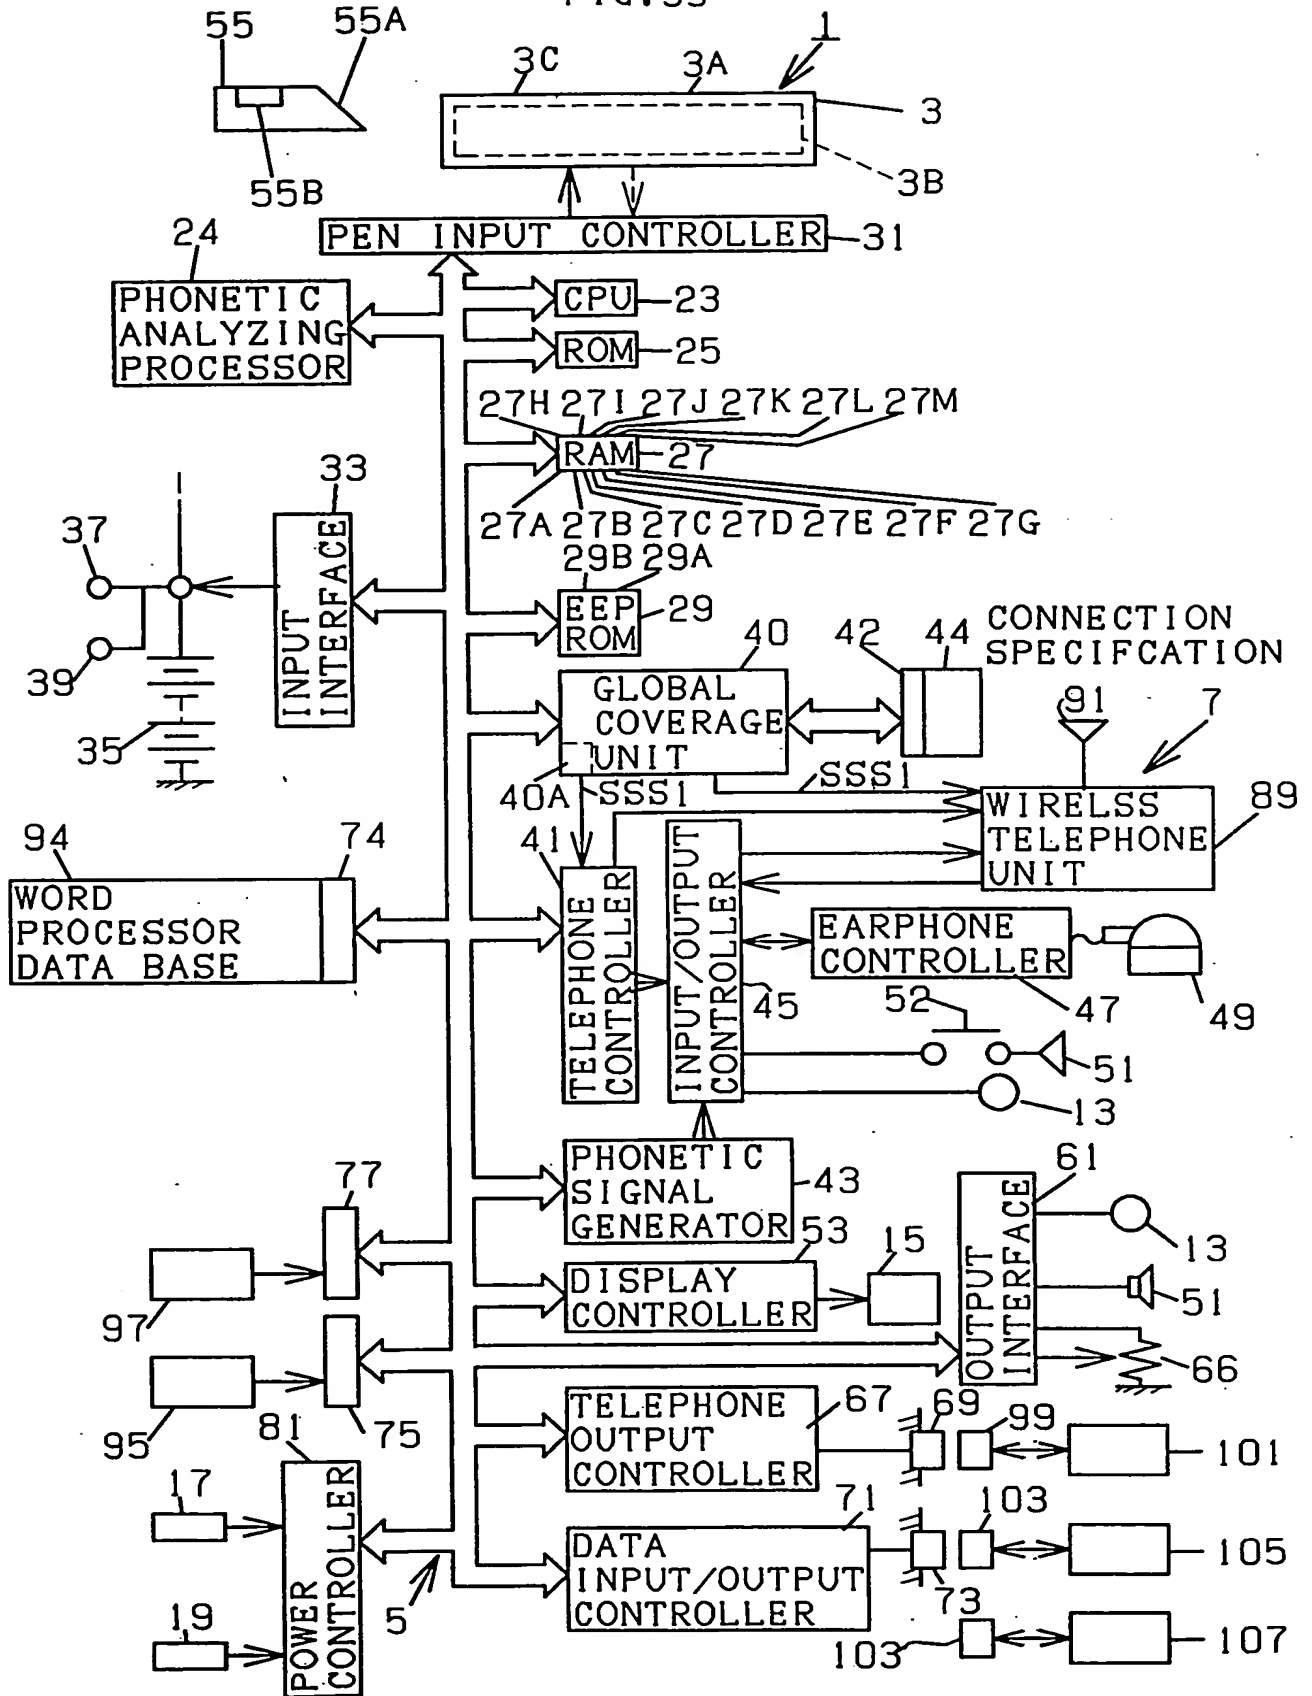 55
55A
3C
3A
1
3
55B
3B
24
PEN INPUT CONTROLLER
31
PHONETIC
ANALYZING
PROCESSOR
CPU
23
ROM
25
27H 27I 27J 27K 27L 27M
RAM
27
33
37
27A 27B 27C 27D 27E 27F 27G
INPUT
INTERFACE
29B 29A
EEP
ROM
29
39
40
42
44
CONNECTION
SPECIFCATION
GLOBAL
COVERAGE
UNIT
91
7
35
40A
SSS1
SSS1
WIRELSS
TELEPHONE
UNIT
89
94
74
41
WORD
PROCESSOR
DATA BASE
TELEPHONE
CONTROLLER
INPUT/OUTPUT
CONTROLLER
EARPHONE
CONTROLLER
45
52
47
49
51
13
77
PHONETIC
SIGNAL
GENERATOR
43
61
OUTPUT
INTERFACE
13
53
15
DISPLAY
CONTROLLER
51
97
66
95
75
81
TELEPHONE
OUTPUT
CONTROLLER
67
69
99
101
17
POWER
CONTROLLER
71
103
DATA
INPUT/OUTPUT
CONTROLLER
105
5
73
19
103
107